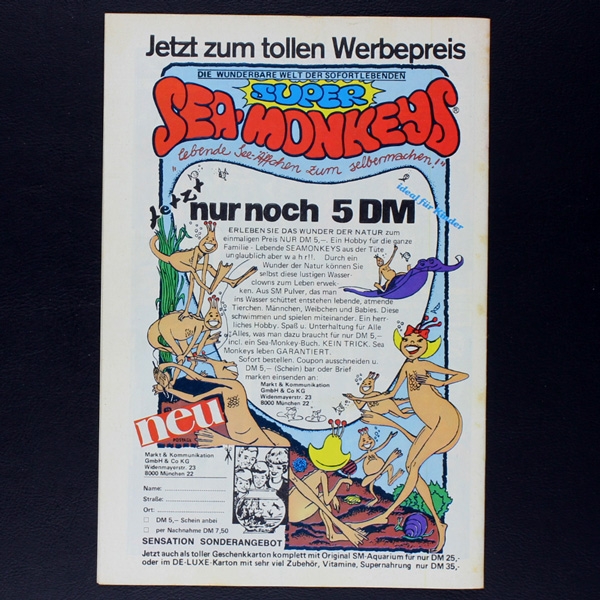 Jetzt zum tollen Werbepreis
DIE WUNDERBARE WELT DER SOFORTLEBENDEN
SUPER
SEA-MONKEYS®
"lebende See-Äffchen zum selbermachen!"
ideal für Kinder
Jetzt
nur noch 5 DM
ERLEBEN SIE DAS WUNDER DER NATUR zum
einmaligen Preis NUR DM 5,–. Ein Hobby für die ganze
Familie - Lebende SEAMONKEYS aus der Tüte
unglaublich aber w a h r!!. Durch ein
Wunder der Natur können Sie
selbst diese lustigen Wasser-
clowns zum Leben erwek-
ken. Aus SM Pulver, das man
ins Wasser schüttet entstehen lebende, atmende
Tierchen. Männchen, Weibchen und Babies. Diese
schwimmen und spielen miteinander. Ein herr-
liches Hobby. Spaß u. Unterhaltung für Alle
Alles, was man dazu braucht für nur DM 5,–
incl. ein Sea-Monkey-Buch. KEIN TRICK. Sea
Monkeys leben GARANTIERT.
Sofort bestellen. Coupon ausschneiden u.
DM 5,– (Schein) bar oder Brief
marken einsenden an:
Markt & Kommunikation
GmbH & Co KG
Widenmayerstr. 23
8000 München 22
neu
Markt & Kommunikation
GmbH & Co KG
Widenmayerstr. 23
8000 München 22
Name:
Straße:
Ort:
DM 5,– Schein anbei
per Nachnahme DM 7,50
SENSATION SONDERANGEBOT
Jetzt auch als toller Geschenkkarton komplett mit Original SM-Aquarium für nur DM 25,-
oder im DE-LUXE-Karton mit sehr viel Zubehör, Vitamine, Supernahrung nur DM 35,-